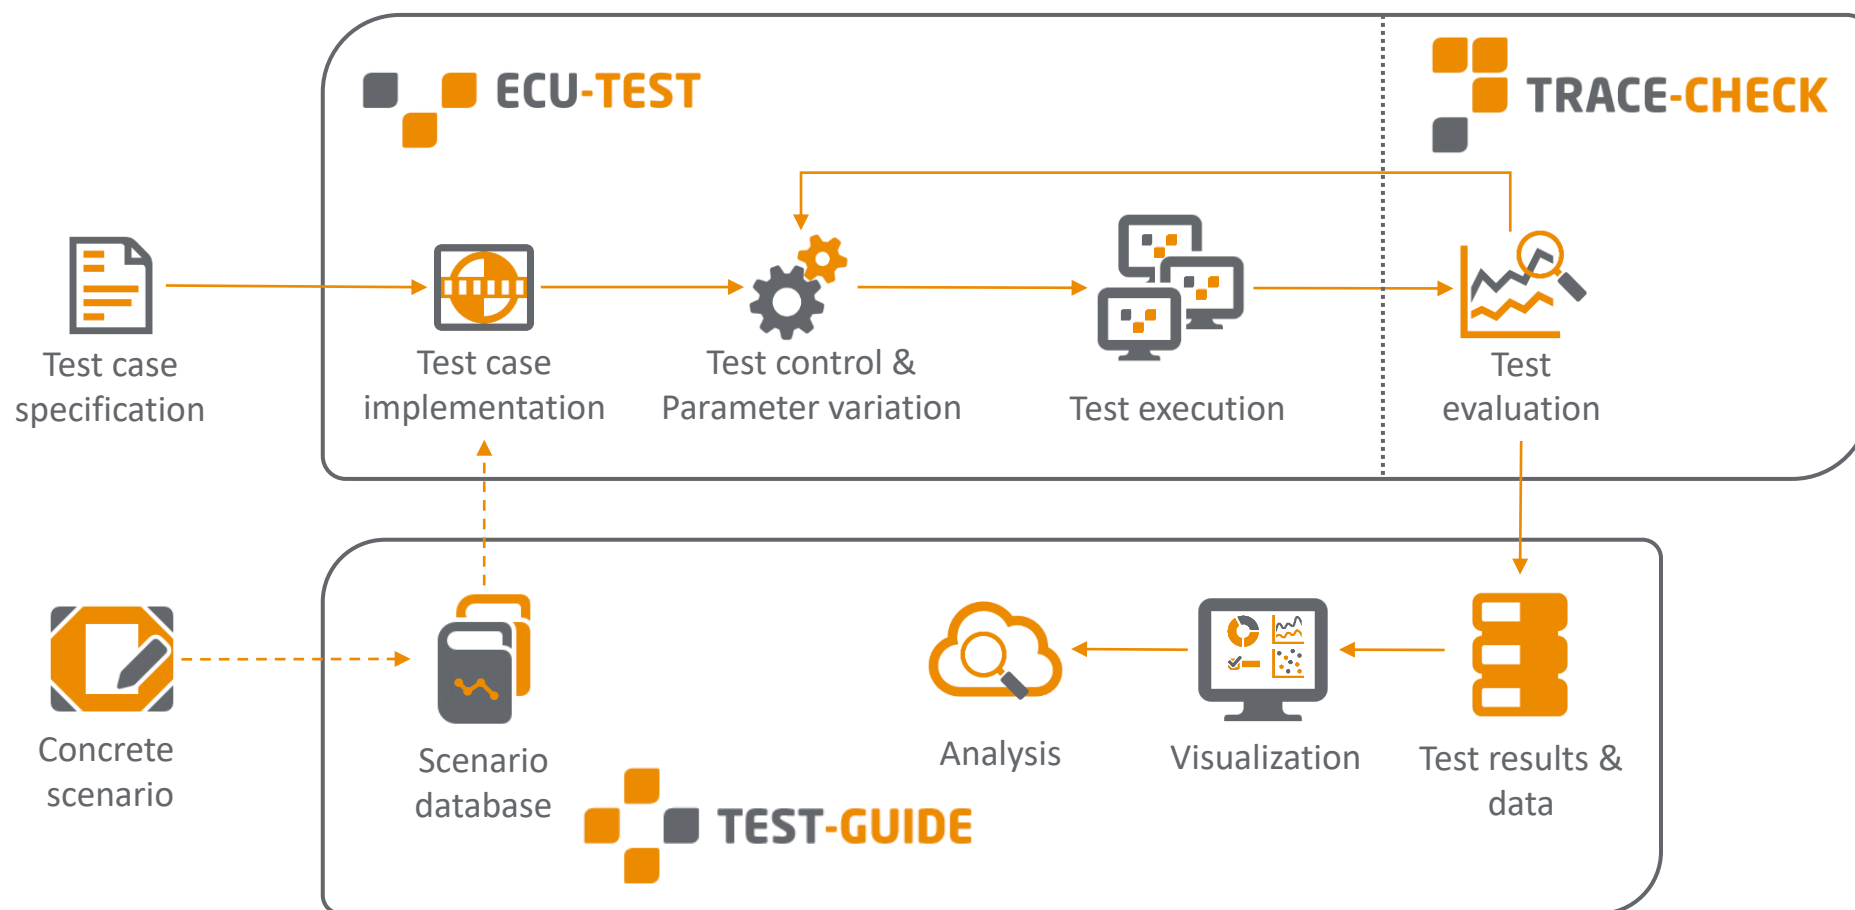 ECU-TEST
TRACE-CHECK
Test case
specification
Test case
implementation
Test control &
Parameter variation
Test execution
Test
evaluation
Concrete
scenario
Scenario
database
Analysis
Visualization
Test results &
data
TEST-GUIDE